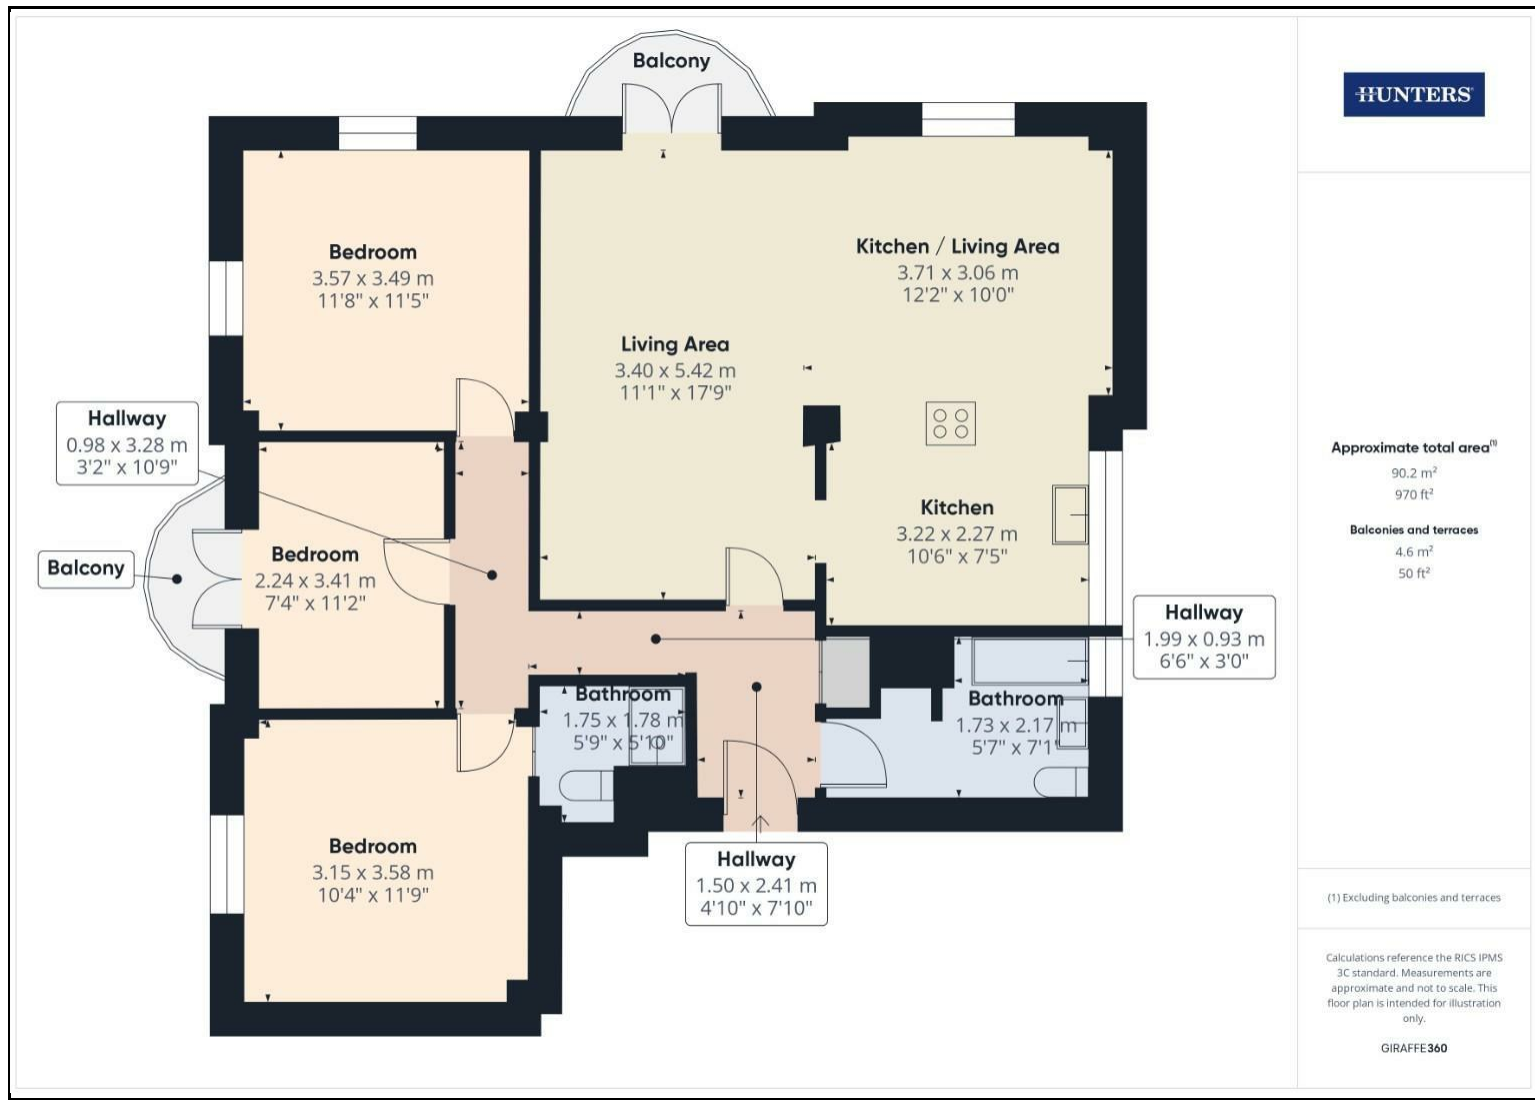 Balcony
HUNTERS
Bedroom
3.57 x 3.49 m
11'8" x 11'5"
Kitchen / Living Area
3.71 x 3.06 m
12'2" x 10'0"
Living Area
3.40 x 5.42 m
11'1" x 17'9"
Hallway
0.98 x 3.28 m
3'2" x 10'9"
Kitchen
3.22 x 2.27 m
10'6" x 7'5"
Balcony
Bedroom
2.24 x 3.41 m
7'4" x 11'2"
Hallway
1.99 x 0.93 m
6'6" x 3'0"
Bathroom
1.75 x 1.78 m
5'9" x 5'10"
Bathroom
1.73 x 2.17 m
5'7" x 7'1"
Bedroom
3.15 x 3.58 m
10'4" x 11'9"
Hallway
1.50 x 2.41 m
4'10" x 7'10"
Approximate total area(1)
90.2 m²
970 ft²
Balconies and terraces
4.6 m²
50 ft²
(1) Excluding balconies and terraces
Calculations reference the RICS IPMS
3C standard. Measurements are
approximate and not to scale. This
floor plan is intended for illustration
only.
GIRAFFE360